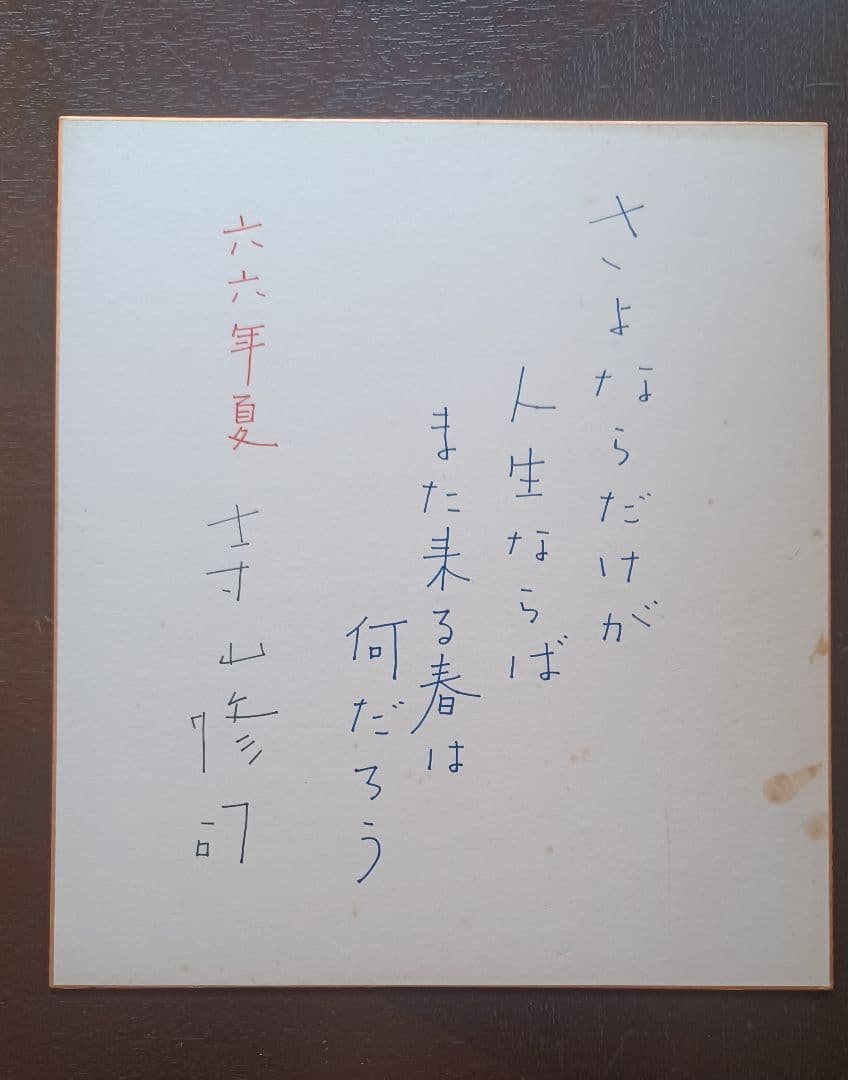 さよならだけが
人生ならば
また来る春は
何だろう
六六年夏
寺山修司